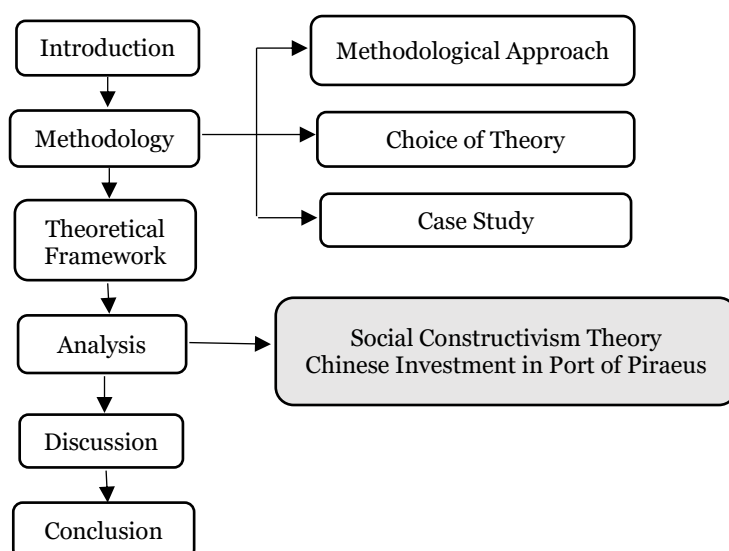 Introduction
Methodological Approach
Methodology
Choice of Theory
Case Study
Theoretical
Framework
Analysis
Social Constructivism Theory
Chinese Investment in Port of Piraeus
Discussion
Conclusion